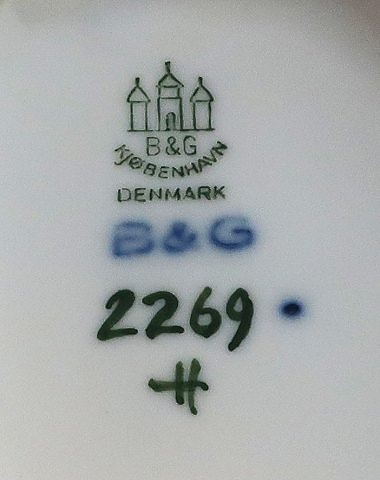 B&G
KJØBENHAVN
DENMARK
B&G
2269
H